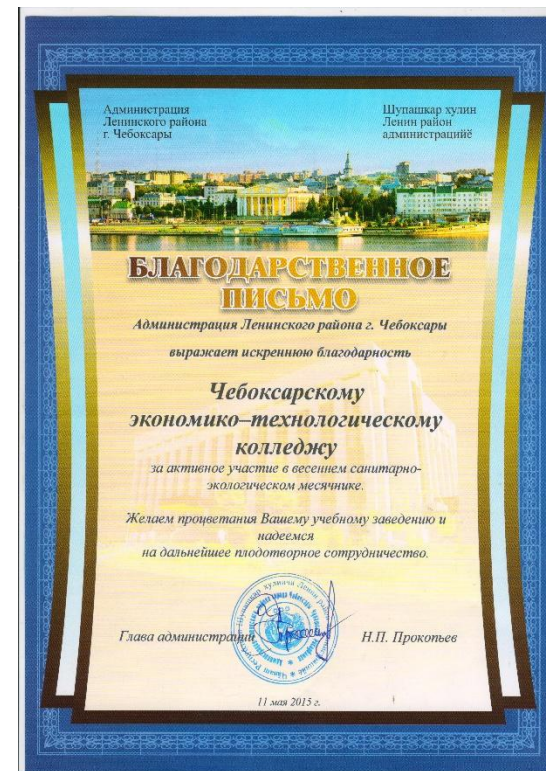 Администрация
Ленинского района
г. Чебоксары
Шупашкар хулин
Ленин район
администрацийĕ
БЛАГОДАРСТВЕННОЕ
ПИСЬМО
Администрация Ленинского района г. Чебоксары
выражает искреннюю благодарность
Чебоксарскому
экономико–технологическому
колледжу
за активное участие в весеннем санитарно-
экологическом месячнике.
Желаем процветания Вашему учебному заведению и
надеемся
на дальнейшее плодотворное сотрудничество.
Глава администрации
Н.П. Прокопьев
11 мая 2015 г.